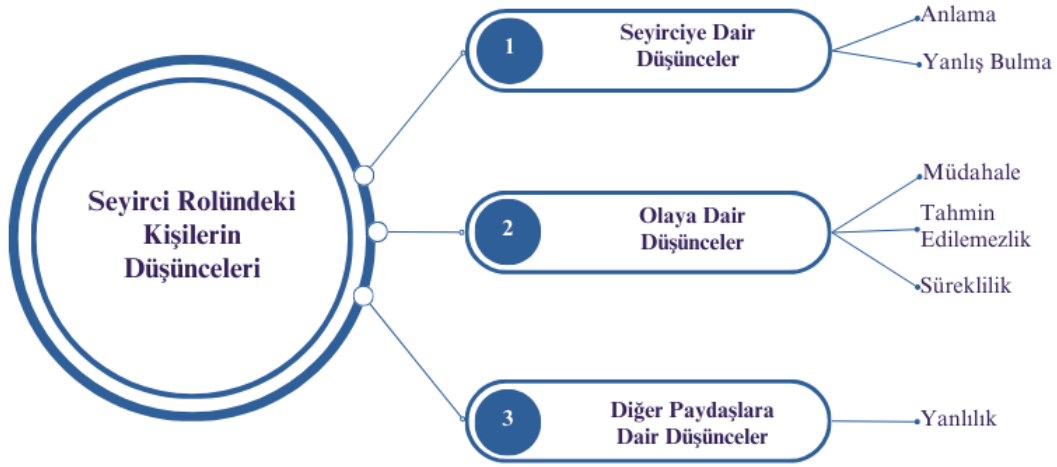 Seyirci Rolündeki
Kişilerin
Düşünceleri
1
Seyirciye Dair
Düşünceler
Anlama
Yanlış Bulma
2
Olaya Dair
Düşünceler
Müdahale
Tahmin
Edilemezlik
Süreklilik
3
Diğer Paydaşlara
Dair Düşünceler
Yanlılık